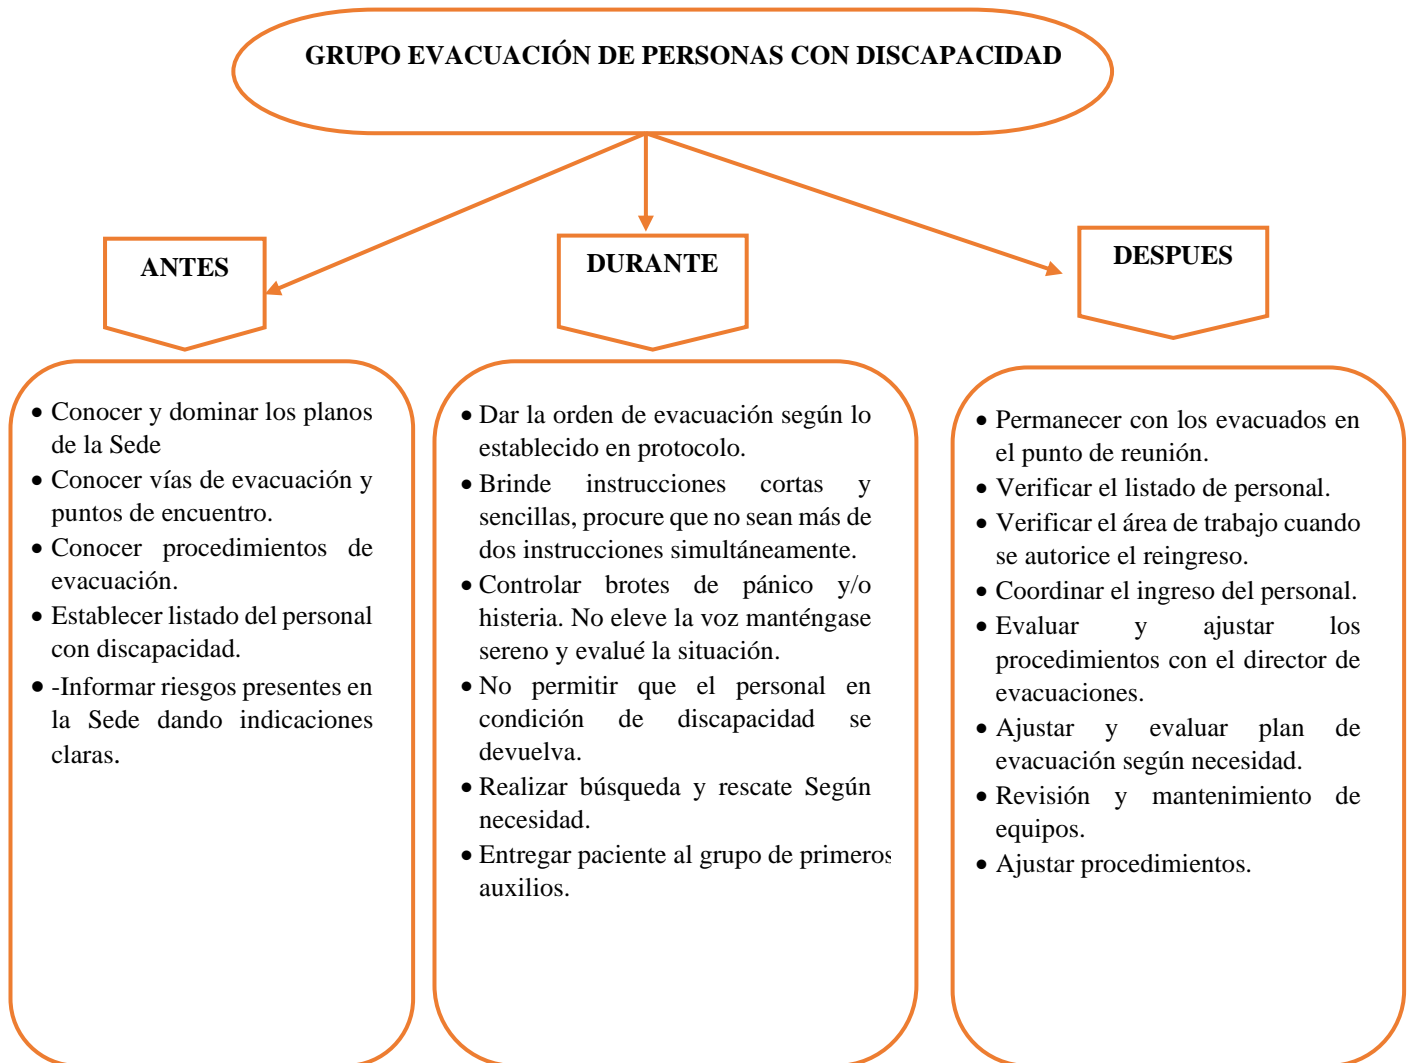 GRUPO EVACUACIÓN DE PERSONAS CON DISCAPACIDAD
ANTES
• Conocer y dominar los planos
de la Sede
• Conocer vías de evacuación y
puntos de encuentro.
• Conocer procedimientos de
evacuación.
• Establecer listado del personal
con discapacidad.
• -Informar riesgos presentes en
la Sede dando indicaciones
claras.
DURANTE
• Dar la orden de evacuación según lo
establecido en protocolo.
• Brinde instrucciones cortas y
sencillas, procure que no sean más de
dos instrucciones simultáneamente.
• Controlar brotes de pánico y/o
histeria. No eleve la voz manténgase
sereno y evalué la situación.
• No permitir que el personal en
condición de discapacidad se
devuelva.
• Realizar búsqueda y rescate Según
necesidad.
• Entregar paciente al grupo de primeros
auxilios.
DESPUES
• Permanecer con los evacuados en
el punto de reunión.
• Verificar el listado de personal.
• Verificar el área de trabajo cuando
se autorice el reingreso.
• Coordinar el ingreso del personal.
• Evaluar y ajustar los
procedimientos con el director de
evacuaciones.
• Ajustar y evaluar plan de
evacuación según necesidad.
• Revisión y mantenimiento de
equipos.
• Ajustar procedimientos.